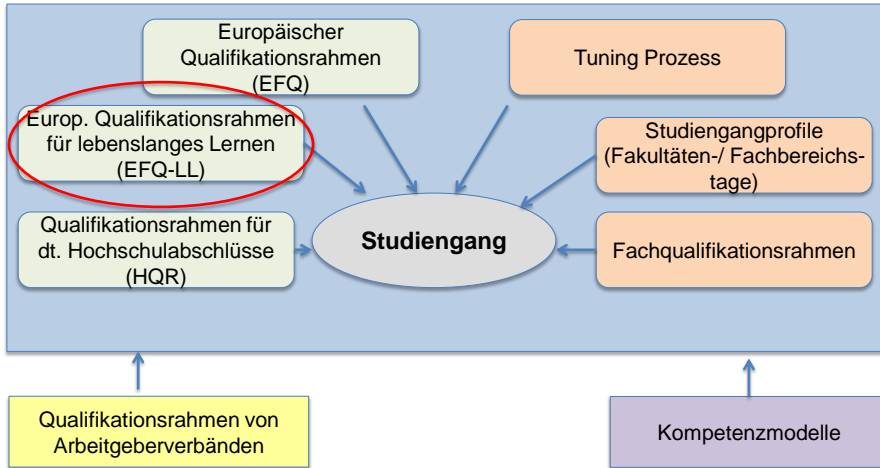 Europäischer
Qualifikationsrahmen
(EFQ)
Tuning Prozess
Europ. Qualifikationsrahmen
für lebenslanges Lernen
(EFQ-LL)
Studiengangprofile
(Fakultäten-/ Fachbereichs-
tage)
Qualifikationsrahmen für
dt. Hochschulabschlüsse
(HQR)
Studiengang
Fachqualifikationsrahmen
Qualifikationsrahmen von
Arbeitgeberverbänden
Kompetenzmodelle